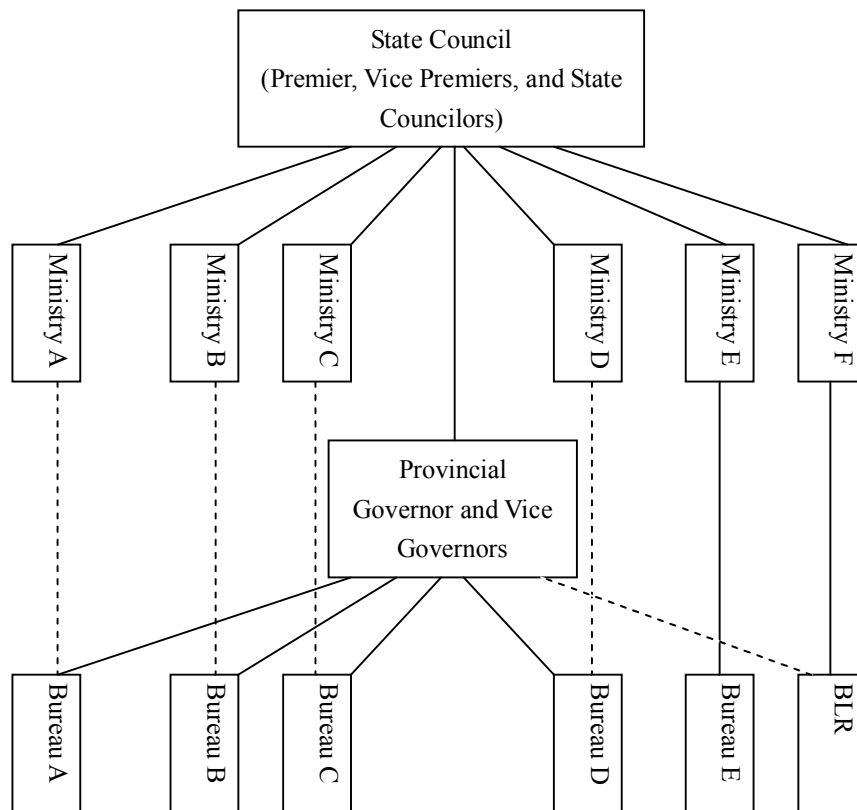 State Council
(Premier, Vice Premiers, and State
Councilors)
Ministry A
Ministry B
Ministry C
Ministry D
Ministry E
Ministry F
Provincial
Governor and Vice
Governors
Bureau A
Bureau B
Bureau C
Bureau D
Bureau E
BLR